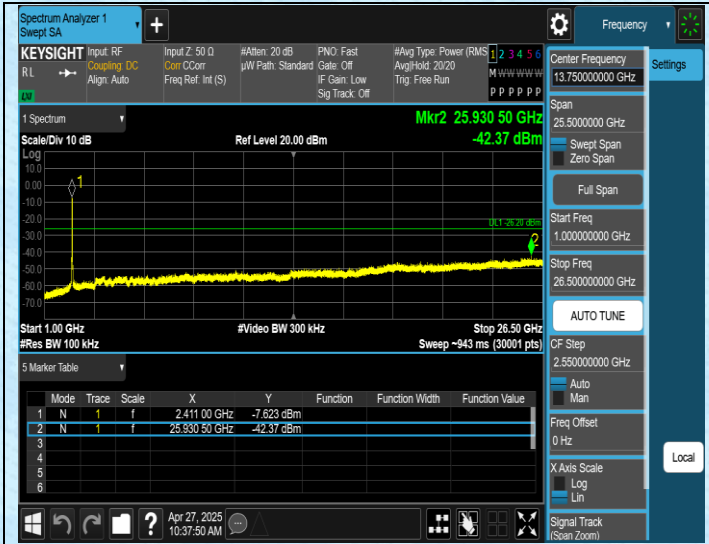 Spectrum Analyzer 1
Swept SA
+
Frequency
KEYSIGHT
RL
LXI
Input: RF
Coupling: DC
Align: Auto
Input Z: 50 Ω
Corr CCorr
Freq Ref: Int (S)
#Atten: 20 dB
µW Path: Standard
PNO: Fast
Gate: Off
IF Gain: Low
Sig Track: Off
#Avg Type: Power (RMS
Avg|Hold: 20/20
Trig: Free Run
1 2 3 4 5 6
M W W W W W
P P P P P P
1 Spectrum
Mkr2 25.930 50 GHz
Scale/Div 10 dB
Ref Level 20.00 dBm
-42.37 dBm
Log
10.0
0.00
-10.0
-20.0
-30.0
-40.0
-50.0
-60.0
-70.0
1
DL1 -26.20 dBm
2
Start 1.00 GHz
#Video BW 300 kHz
Stop 26.50 GHz
#Res BW 100 kHz
Sweep ~943 ms (30001 pts)
5 Marker Table
Mode Trace Scale X Y Function Function Width Function Value
1 N 1 f 2.411 00 GHz -7.623 dBm
2 N 1 f 25.930 50 GHz -42.37 dBm
3
4
5
6
?
Apr 27, 2025
10:37:50 AM
Center Frequency
13.750000000 GHz
Settings
Span
25.5000000 GHz
Swept Span
Zero Span
Full Span
Start Freq
1.000000000 GHz
Stop Freq
26.500000000 GHz
AUTO TUNE
CF Step
2.550000000 GHz
Auto
Man
Freq Offset
0 Hz
Local
X Axis Scale
Log
Lin
Signal Track
(Span Zoom)